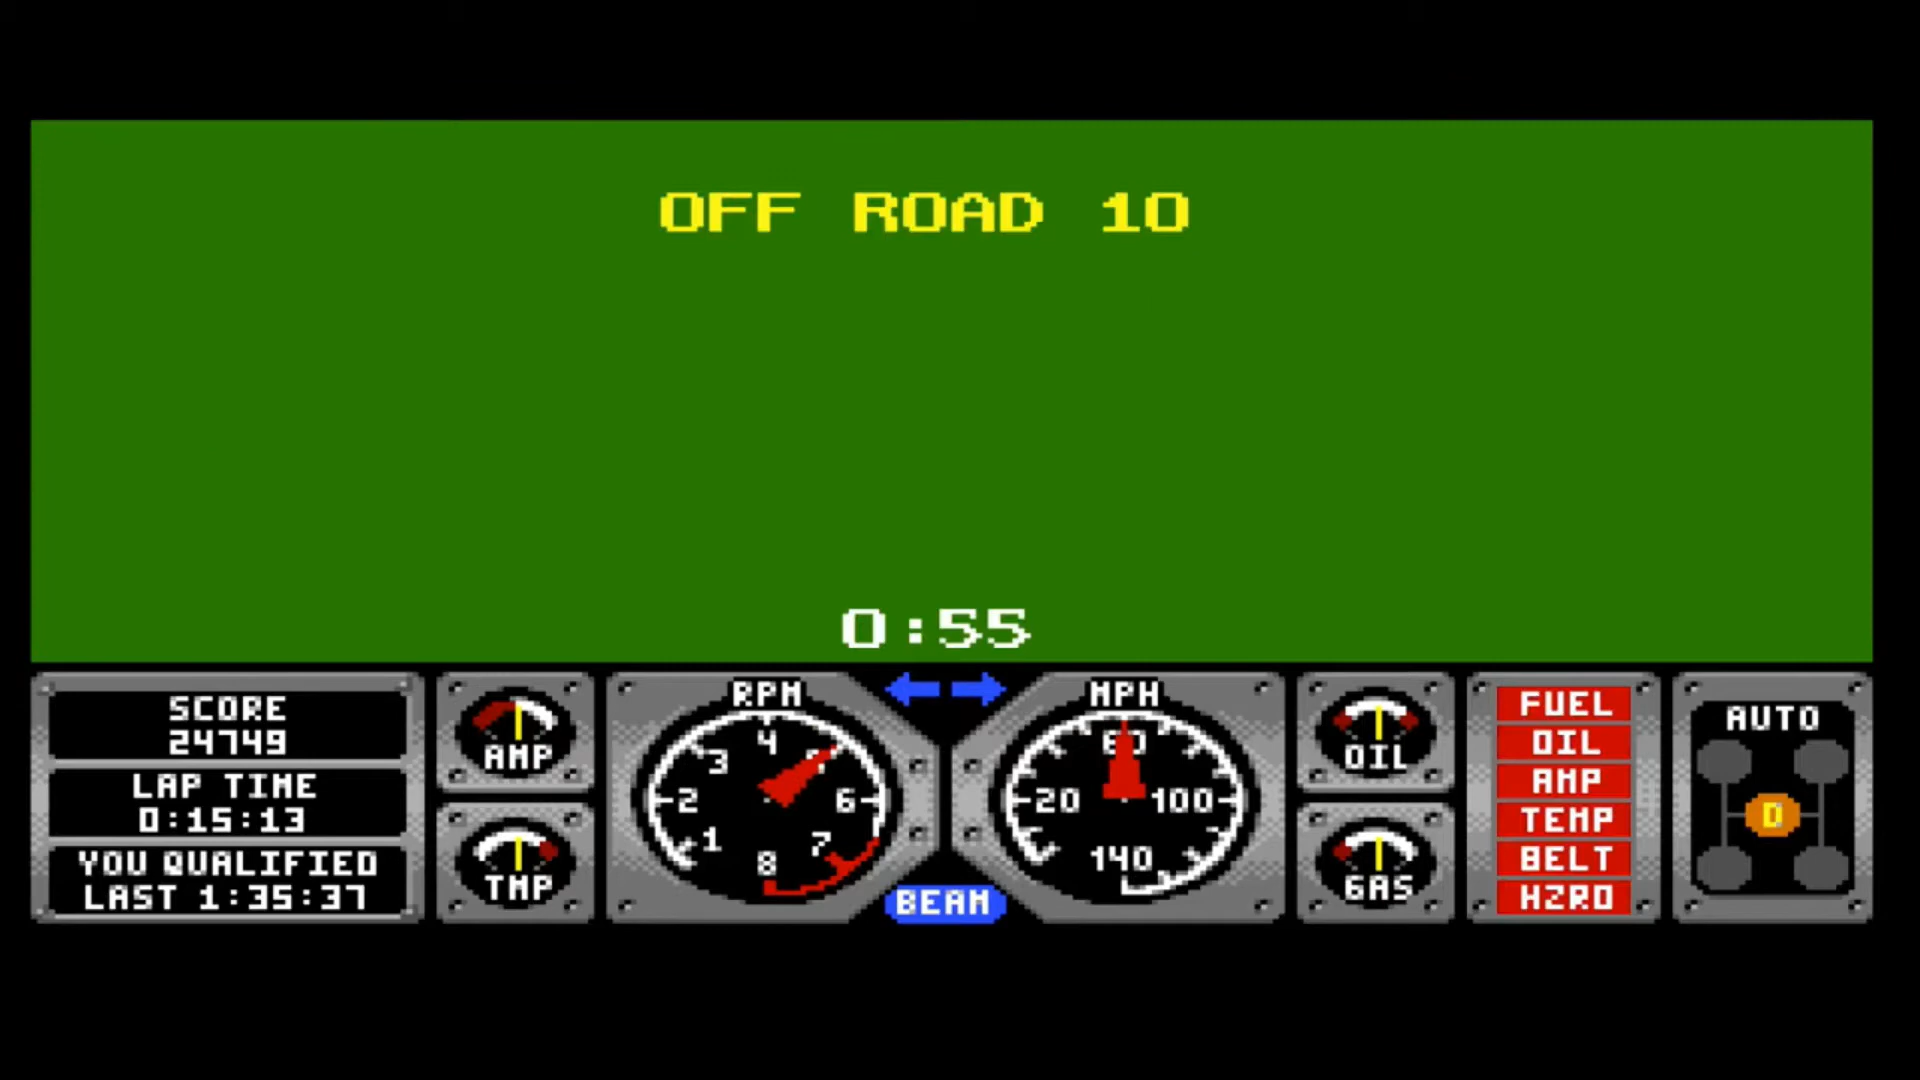 OFF ROAD 10
0:55
SCORE
24749
LAP TIME
0:15:13
YOU QUALIFIED
LAST 1:35:37
AMP
TMP
RPM
1 2 3 4 6 7 8
BEAM
MPH
20 60 100 140
OIL
GAS
FUEL
OIL
AMP
TEMP
BELT
HZRD
AUTO
D